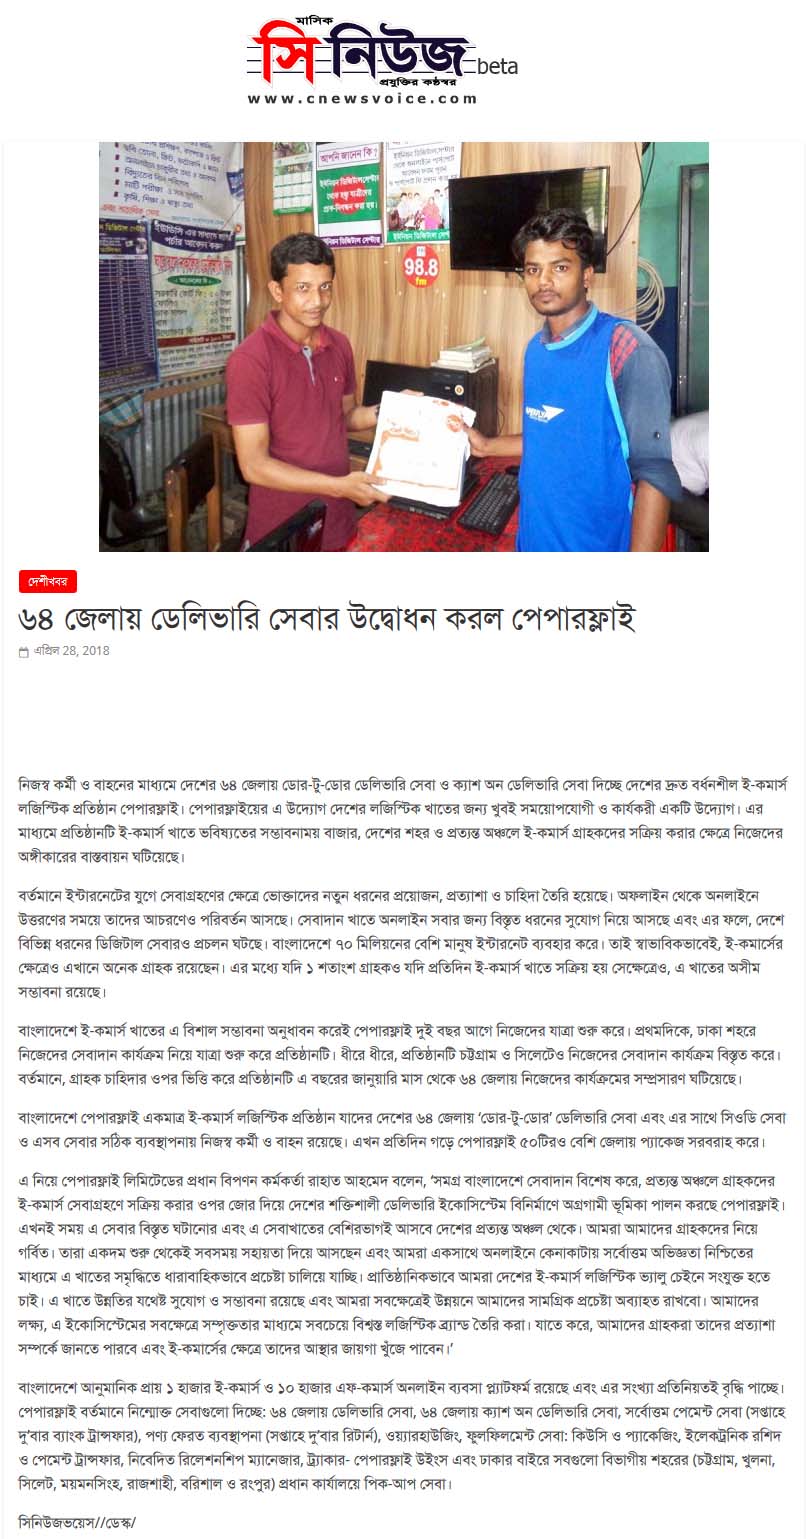 মাসিক
সি নিউজ
beta
প্রযুক্তির কণ্ঠস্বর
www.cnewsvoice.com
আপনি জানেন কি?
ইউনিয়ন ডিজিটাল সেন্টার
98.8
fm
দেশীখবর
৬৪ জেলায় ডেলিভারি সেবার উদ্বোধন করল পেপারফ্লাই
এপ্রিল 28, 2018
নিজস্ব কর্মী ও বাহনের মাধ্যমে দেশের ৬৪ জেলায় ডোর-টু-ডোর ডেলিভারি সেবা ও ক্যাশ অন ডেলিভারি সেবা দিচ্ছে দেশের দ্রুত বর্ধনশীল ই-কমার্স
লজিস্টিক প্রতিষ্ঠান পেপারফ্লাই। পেপারফ্লাইয়ের এ উদ্যোগ দেশের লজিস্টিক খাতের জন্য খুবই সময়োপযোগী ও কার্যকরী একটি উদ্যোগ। এর
মাধ্যমে প্রতিষ্ঠানটি ই-কমার্স খাতে ভবিষ্যতের সম্ভাবনাময় বাজার, দেশের শহর ও প্রত্যন্ত অঞ্চলে ই-কমার্স গ্রাহকদের সক্রিয় করার ক্ষেত্রে নিজেদের
অঙ্গীকারের বাস্তবায়ন ঘটিয়েছে।
বর্তমানে ইন্টারনেটের যুগে সেবাগ্রহণের ক্ষেত্রে ভোক্তাদের নতুন ধরনের প্রয়োজন, প্রত্যাশা ও চাহিদা তৈরি হয়েছে। অফলাইন থেকে অনলাইনে
উত্তরণের সময়ে তাদের আচরণেও পরিবর্তন আসছে। সেবাদান খাতে অনলাইন সবার জন্য বিস্তৃত ধরনের সুযোগ নিয়ে আসছে এবং এর ফলে, দেশে
বিভিন্ন ধরনের ডিজিটাল সেবারও প্রচলন ঘটছে। বাংলাদেশে ৭০ মিলিয়নের বেশি মানুষ ইন্টারনেট ব্যবহার করে। তাই স্বাভাবিকভাবেই, ই-কমার্সের
ক্ষেত্রেও এখানে অনেক গ্রাহক রয়েছেন। এর মধ্যে যদি ১ শতাংশ গ্রাহকও যদি প্রতিদিন ই-কমার্স খাতে সক্রিয় হয় সেক্ষেত্রেও, এ খাতের অসীম
সম্ভাবনা রয়েছে।
বাংলাদেশে ই-কমার্স খাতের এ বিশাল সম্ভাবনা অনুধাবন করেই পেপারফ্লাই দুই বছর আগে নিজেদের যাত্রা শুরু করে। প্রথমদিকে, ঢাকা শহরে
নিজেদের সেবাদান কার্যক্রম নিয়ে যাত্রা শুরু করে প্রতিষ্ঠানটি। ধীরে ধীরে, প্রতিষ্ঠানটি চট্টগ্রাম ও সিলেটেও নিজেদের সেবাদান কার্যক্রম বিস্তৃত করে।
বর্তমানে, গ্রাহক চাহিদার ওপর ভিত্তি করে প্রতিষ্ঠানটি এ বছরের জানুয়ারি মাস থেকে ৬৪ জেলায় নিজেদের কার্যক্রমের সম্প্রসারণ ঘটিয়েছে।
বাংলাদেশে পেপারফ্লাই একমাত্র ই-কমার্স লজিস্টিক প্রতিষ্ঠান যাদের দেশের ৬৪ জেলায় ‘ডোর-টু-ডোর’ ডেলিভারি সেবা এবং এর সাথে সিওডি সেবা
ও এসব সেবার সঠিক ব্যবস্থাপনায় নিজস্ব কর্মী ও বাহন রয়েছে। এখন প্রতিদিন গড়ে পেপারফ্লাই ৫০টিরও বেশি জেলায় প্যাকেজ সরবরাহ করে।
এ নিয়ে পেপারফ্লাই লিমিটেডের প্রধান বিপণন কর্মকর্তা রাহাত আহমেদ বলেন, ‘সমগ্র বাংলাদেশে সেবাদান বিশেষ করে, প্রত্যন্ত অঞ্চলে গ্রাহকদের
ই-কমার্স সেবাগ্রহণে সক্রিয় করার ওপর জোর দিয়ে দেশের শক্তিশালী ডেলিভারি ইকোসিস্টেম বিনির্মাণে অগ্রগামী ভূমিকা পালন করছে পেপারফ্লাই।
এখনই সময় এ সেবার বিস্তৃত ঘটানোর এবং এ সেবাখাতের বেশিরভাগই আসবে দেশের প্রত্যন্ত অঞ্চল থেকে। আমরা আমাদের গ্রাহকদের নিয়ে
গর্বিত। তারা একদম শুরু থেকেই সবসময় সহায়তা দিয়ে আসছেন এবং আমরা একসাথে অনলাইনে কেনাকাটায় সর্বোত্তম অভিজ্ঞতা নিশ্চিতের
মাধ্যমে এ খাতের সমৃদ্ধিতে ধারাবাহিকভাবে প্রচেষ্টা চালিয়ে যাচ্ছি। প্রাতিষ্ঠানিকভাবে আমরা দেশের ই-কমার্স লজিস্টিক ভ্যালু চেইনে সংযুক্ত হতে
চাই। এ খাতে উন্নতির যথেষ্ট সুযোগ ও সম্ভাবনা রয়েছে এবং আমরা সবক্ষেত্রেই উন্নয়নে আমাদের সামগ্রিক প্রচেষ্টা অব্যাহত রাখবো। আমাদের
লক্ষ্য, এ ইকোসিস্টেমের সবক্ষেত্রে সম্পৃক্ততার মাধ্যমে সবচেয়ে বিশ্বস্ত লজিস্টিক ব্র্যান্ড তৈরি করা। যাতে করে, আমাদের গ্রাহকরা তাদের প্রত্যাশা
সম্পর্কে জানতে পারবে এবং ই-কমার্সের ক্ষেত্রে তাদের আস্থার জায়গা খুঁজে পাবেন।’
বাংলাদেশে আনুমানিক প্রায় ১ হাজার ই-কমার্স ও ১০ হাজার এফ-কমার্স অনলাইন ব্যবসা প্ল্যাটফর্ম রয়েছে এবং এর সংখ্যা প্রতিনিয়তই বৃদ্ধি পাচ্ছে।
পেপারফ্লাই বর্তমানে নিম্মোক্ত সেবাগুলো দিচ্ছে: ৬৪ জেলায় ডেলিভারি সেবা, ৬৪ জেলায় ক্যাশ অন ডেলিভারি সেবা, সর্বোত্তম পেমেন্ট সেবা (সপ্তাহে
দু’বার ব্যাংক ট্রান্সফার), পণ্য ফেরত ব্যবস্থাপনা (সপ্তাহে দু’বার রিটার্ন), ওয়্যারহাউজিং, ফুলফিলমেন্ট সেবা: কিউসি ও প্যাকেজিং, ইলেকট্রনিক রশিদ
ও পেমেন্ট ট্রান্সফার, নিবেদিত রিলেশনশিপ ম্যানেজার, ট্র্যাকার- পেপারফ্লাই উইংস এবং ঢাকার বাইরে সবগুলো বিভাগীয় শহরের (চট্টগ্রাম, খুলনা,
সিলেট, ময়মনসিংহ, রাজশাহী, বরিশাল ও রংপুর) প্রধান কার্যালয়ে পিক-আপ সেবা।
সিনিউজভয়েস//ডেস্ক/